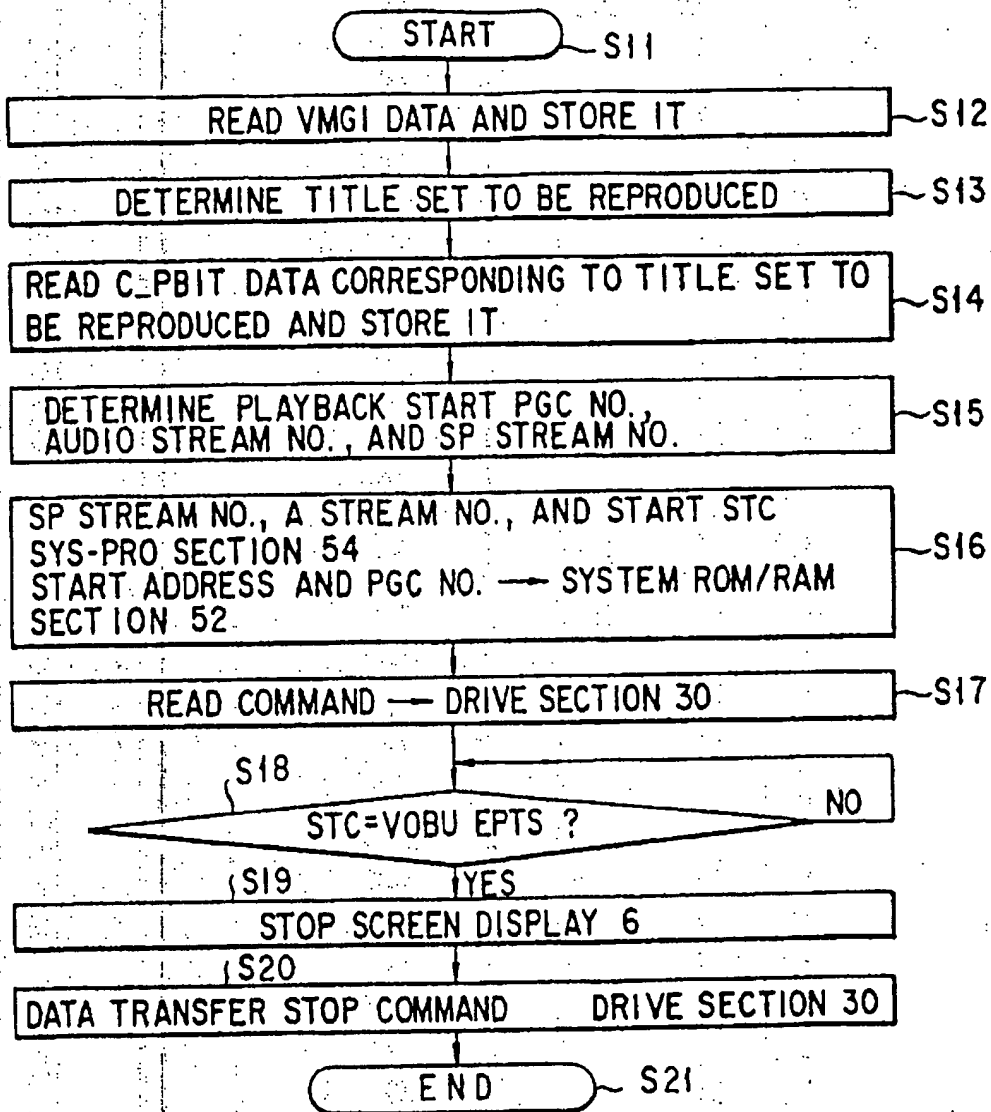 START
S11
READ VMGI DATA AND STORE IT
S12
DETERMINE TITLE SET TO BE REPRODUCED
S13
READ C_PBIT DATA CORRESPONDING TO TITLE SET TO
BE REPRODUCED AND STORE IT
S14
DETERMINE PLAYBACK START PGC NO.,
AUDIO STREAM NO., AND SP STREAM NO.
S15
SP STREAM NO., A STREAM NO., AND START STC
SYS-PRO SECTION 54
START ADDRESS AND PGC NO. → SYSTEM ROM/RAM
SECTION 52
S16
READ COMMAND → DRIVE SECTION 30
S17
S18
STC=VOBU EPTS ?
NO
YES
S19
STOP SCREEN DISPLAY 6
S20
DATA TRANSFER STOP COMMAND DRIVE SECTION 30
END
S21